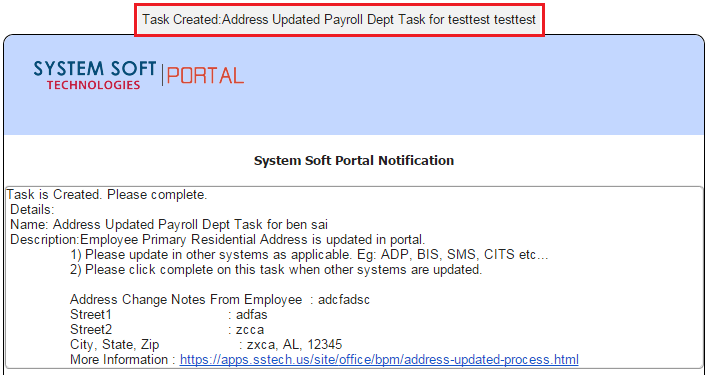 Task Created:Address Updated Payroll Dept Task for testtest testtest
SYSTEM SOFT
TECHNOLOGIES
PORTAL
System Soft Portal Notification
Task is Created. Please complete.
Details:
Name: Address Updated Payroll Dept Task for ben sai
Description:Employee Primary Residential Address is updated in portal.
1) Please update in other systems as applicable. Eg: ADP, BIS, SMS, CITS etc...
2) Please click complete on this task when other systems are updated.
Address Change Notes From Employee : adcfadsc
Street1 : adfas
Street2 : zcca
City, State, Zip : zxca, AL, 12345
More Information : https://apps.sstech.us/site/office/bpm/address-updated-process.html